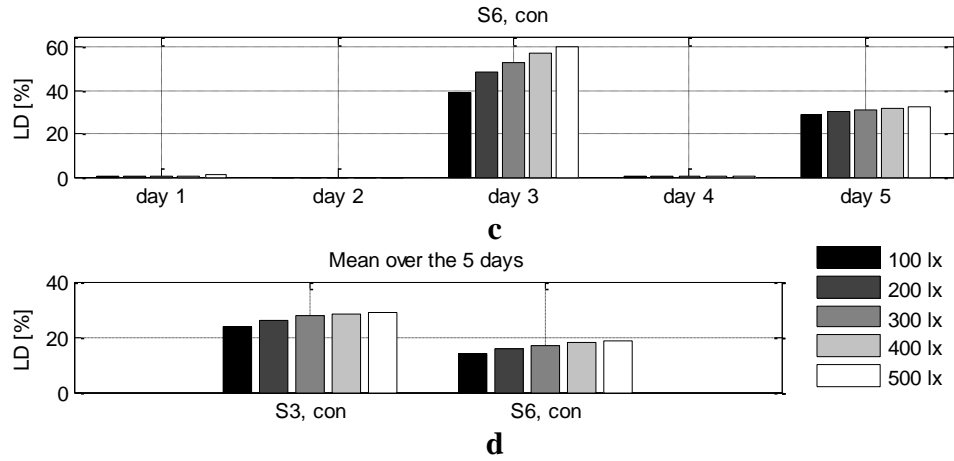 S6, con
60
40
20
0
LD [%]
day 1 day 2 day 3 day 4 day 5
c
Mean over the 5 days
40
20
0
LD [%]
S3, con S6, con
100 lx
200 lx
300 lx
400 lx
500 lx
d